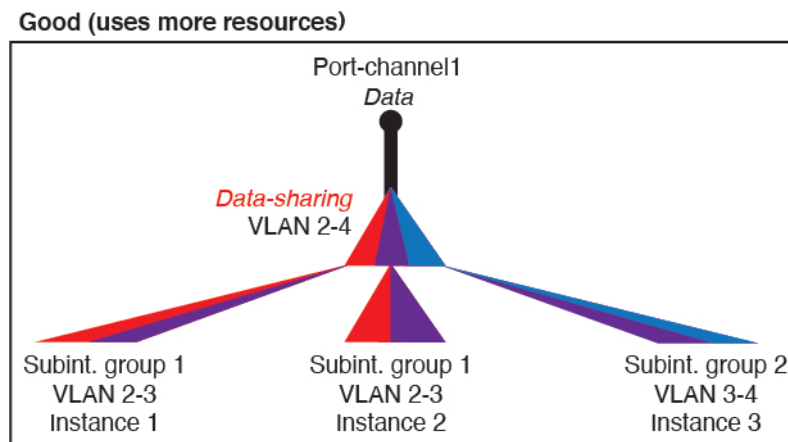 Good (uses more resources)
Port-channel1
Data
Data-sharing
VLAN 2-4
Subint. group 1
VLAN 2-3
Instance 1
Subint. group 1
VLAN 2-3
Instance 2
Subint. group 2
VLAN 3-4
Instance 3